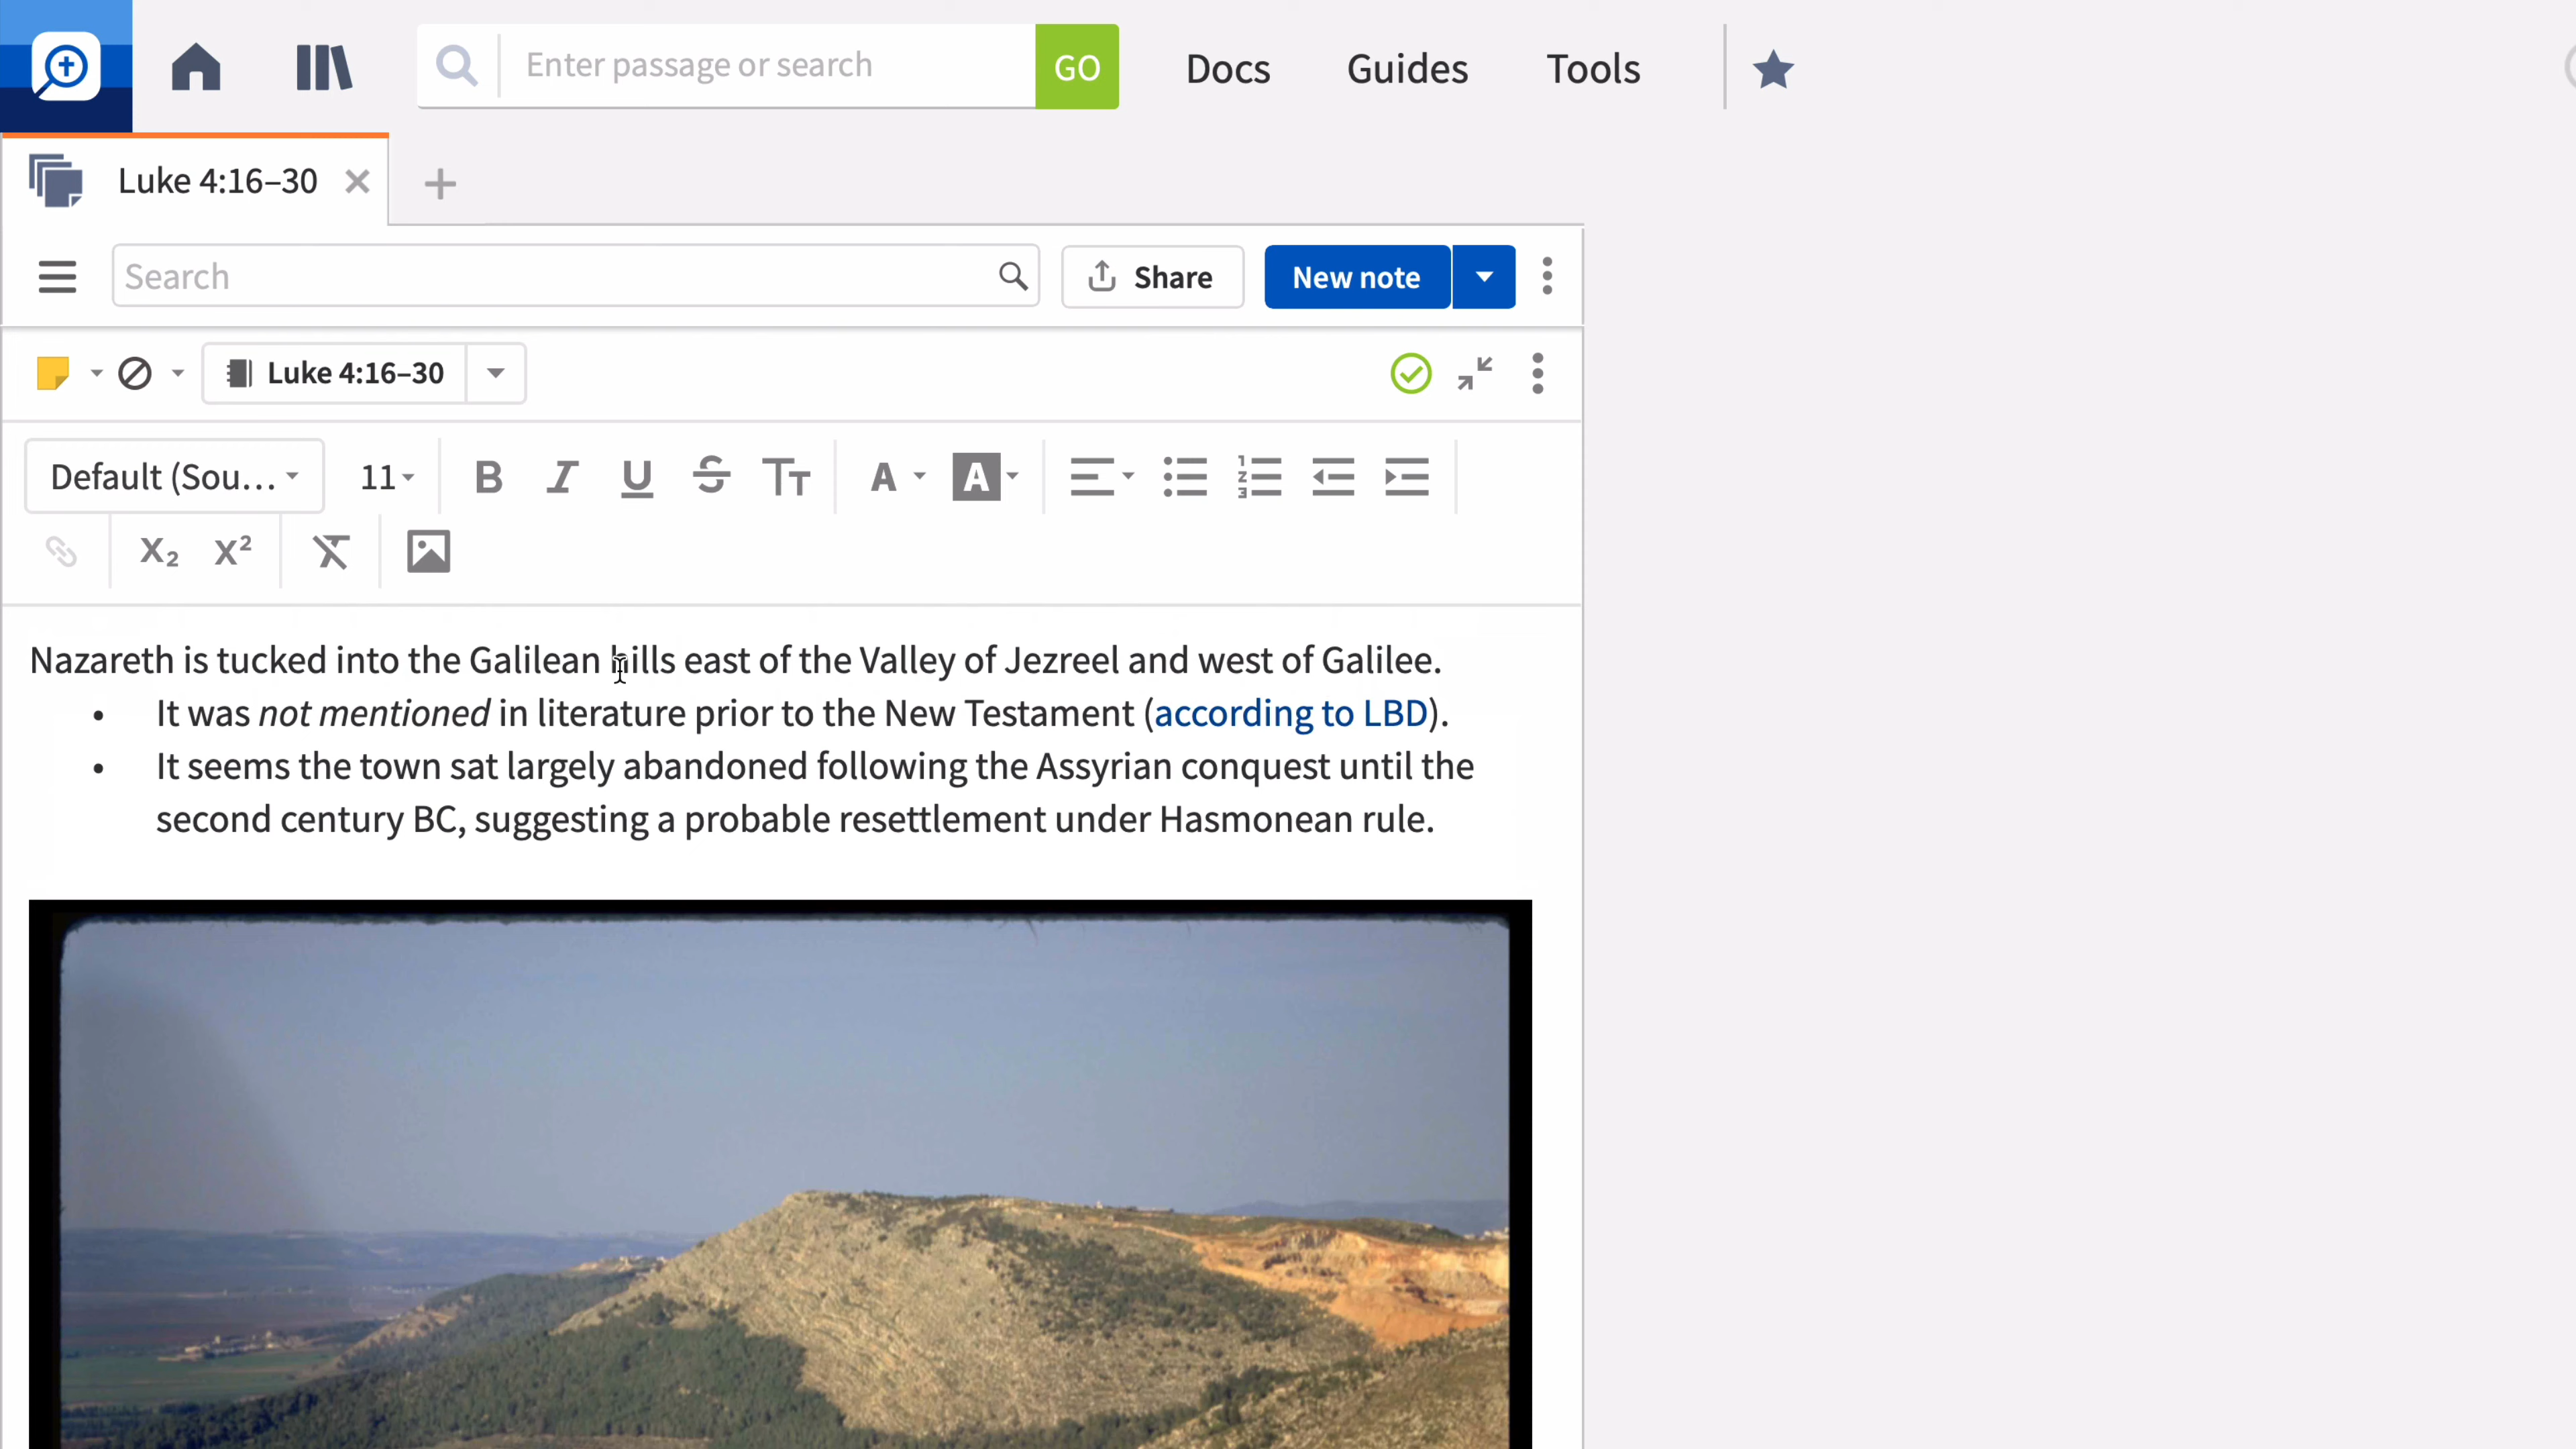 Enter passage or search GO Docs Guides Tools
Luke 4:16–30
Search Share New note
Luke 4:16–30
Default (Sou... 11 B I U S TT A A
X2 X²
Nazareth is tucked into the Galilean hills east of the Valley of Jezreel and west of Galilee.
• It was not mentioned in literature prior to the New Testament (according to LBD).
• It seems the town sat largely abandoned following the Assyrian conquest until the
second century BC, suggesting a probable resettlement under Hasmonean rule.